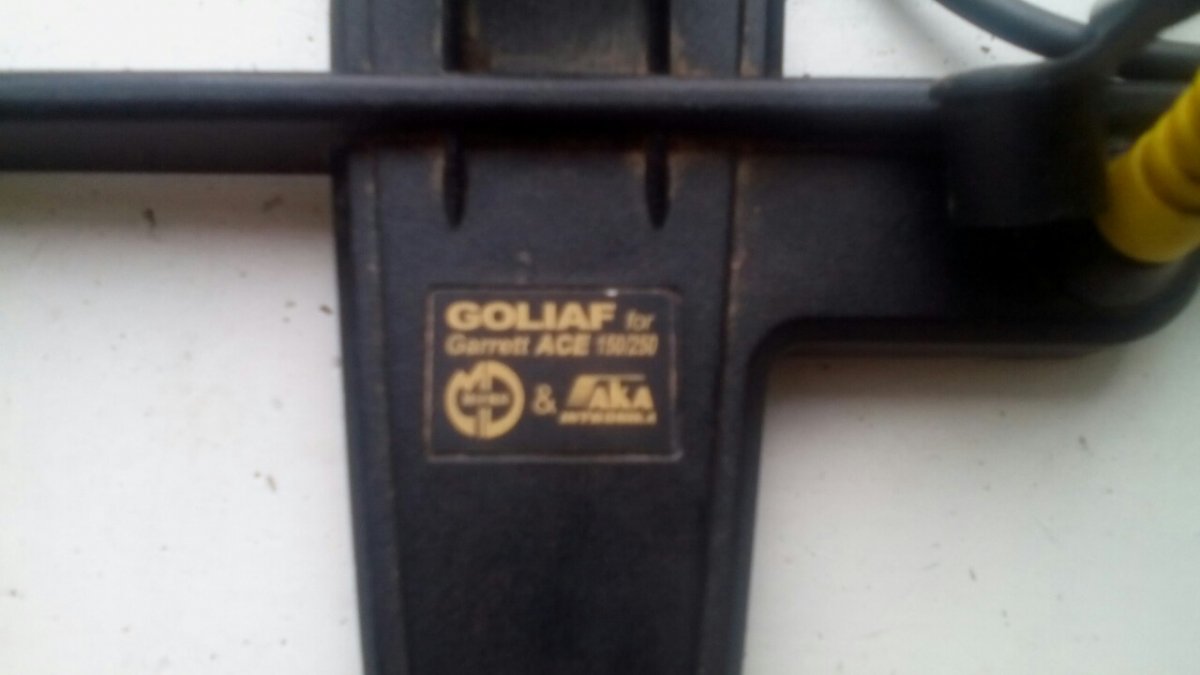 GOLIAF for
Garrett ACE 150/250
& AKA